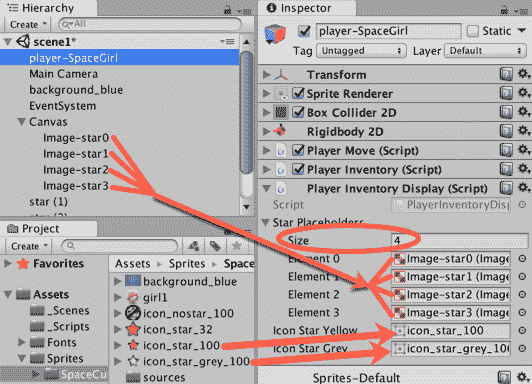 Hierarchy
Create
All
scene1*
player-SpaceGirl
Main Camera
background_blue
EventSystem
Canvas
Image-star0
Image-star1
Image-star2
Image-star3
star (1)
Project
Create
Favorites
Assets
_Scenes
_Scripts
Fonts
Sprites
SpaceCu
Assets Sprites Space
background_blue
girl1
icon_nostar_100
icon_star_32
icon_star_100
icon_star_grey_100
sources
Inspector
player-SpaceGirl Static
Tag Untagged Layer Default
Transform
Sprite Renderer
Box Collider 2D
Rigidbody 2D
Player Move (Script)
Player Inventory (Script)
Player Inventory Display (Script)
Script PlayerInventoryDisp
Star Placeholders
Size 4
Element 0 Image-star0 (Image
Element 1 Image-star1 (Image
Element 2 Image-star2 (Image
Element 3 Image-star3 (Image
Icon Star Yellow icon_star_100
Icon Star Grey icon_star_grey_100
Sprites-Default